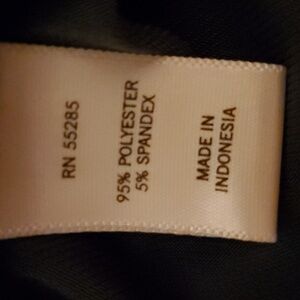 RN 55285
95% POLYESTER
5% SPANDEX
MADE IN
INDONESIA